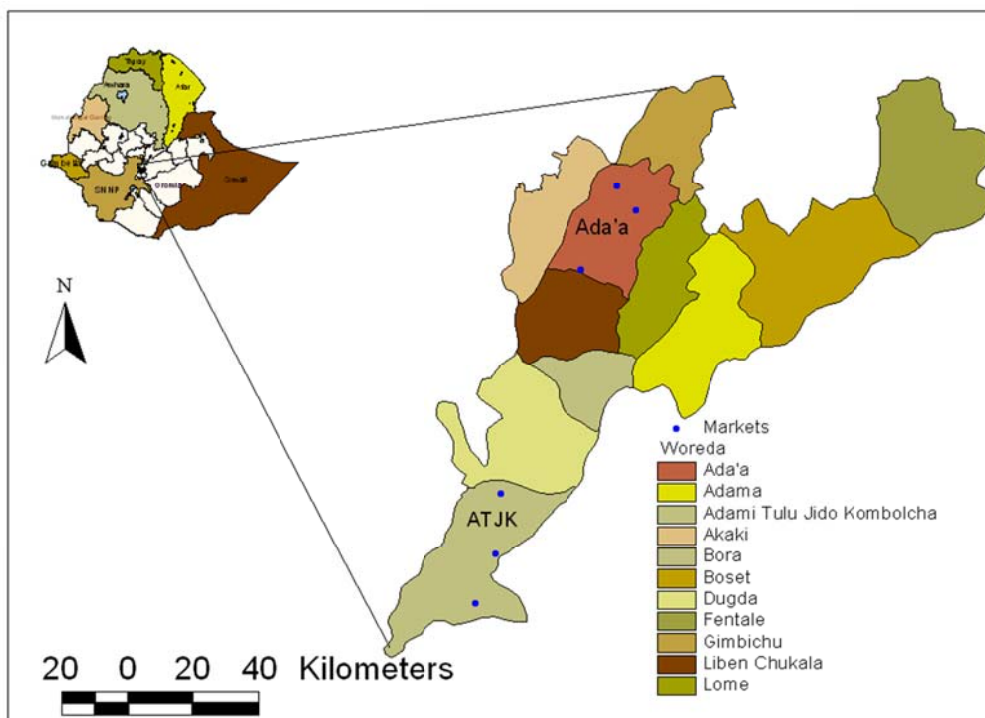 Tigray
Afar
Amhara
SNNP
Oromia
Somali
N
Ada'a
ATJK
Markets
Woreda
Ada'a
Adama
Adami Tulu Jido Kombolcha
Akaki
Bora
Boset
Dugda
Fentale
Gimbichu
Liben Chukala
Lome
20 0 20 40 Kilometers